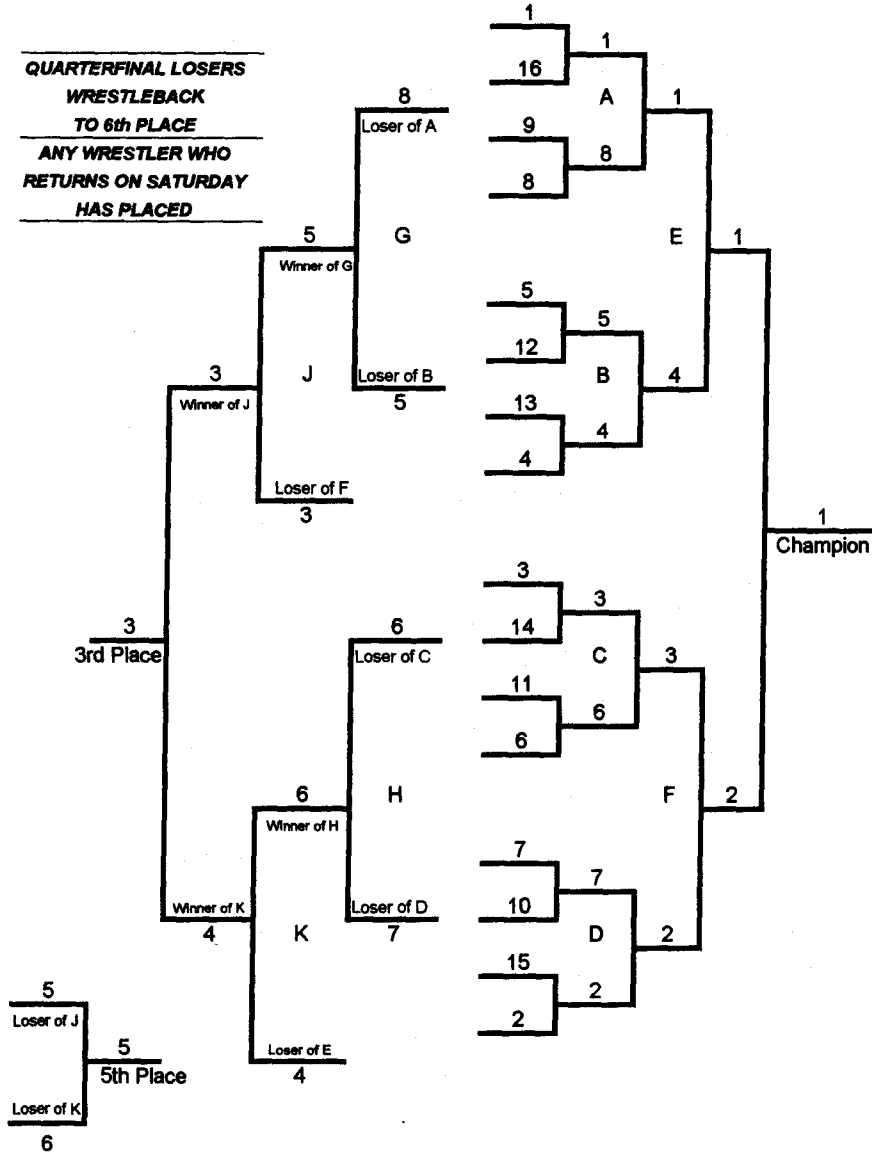 QUARTERFINAL LOSERS
WRESTLEBACK
TO 6th PLACE
ANY WRESTLER WHO
RETURNS ON SATURDAY
HAS PLACED
1
1
16
A
8
Loser of A
1
9
8
8
5
Winner of G
G
E
1
5
5
12
3
Winner of J
J
Loser of B
5
B
4
13
4
4
Loser of F
3
1
Champion
3
3
14
3
3rd Place
6
Loser of C
C
3
11
6
6
6
Winner of H
H
F
2
7
7
10
Winner of K
4
K
Loser of D
7
D
2
15
2
2
5
Loser of J
5
5th Place
Loser of E
4
Loser of K
6